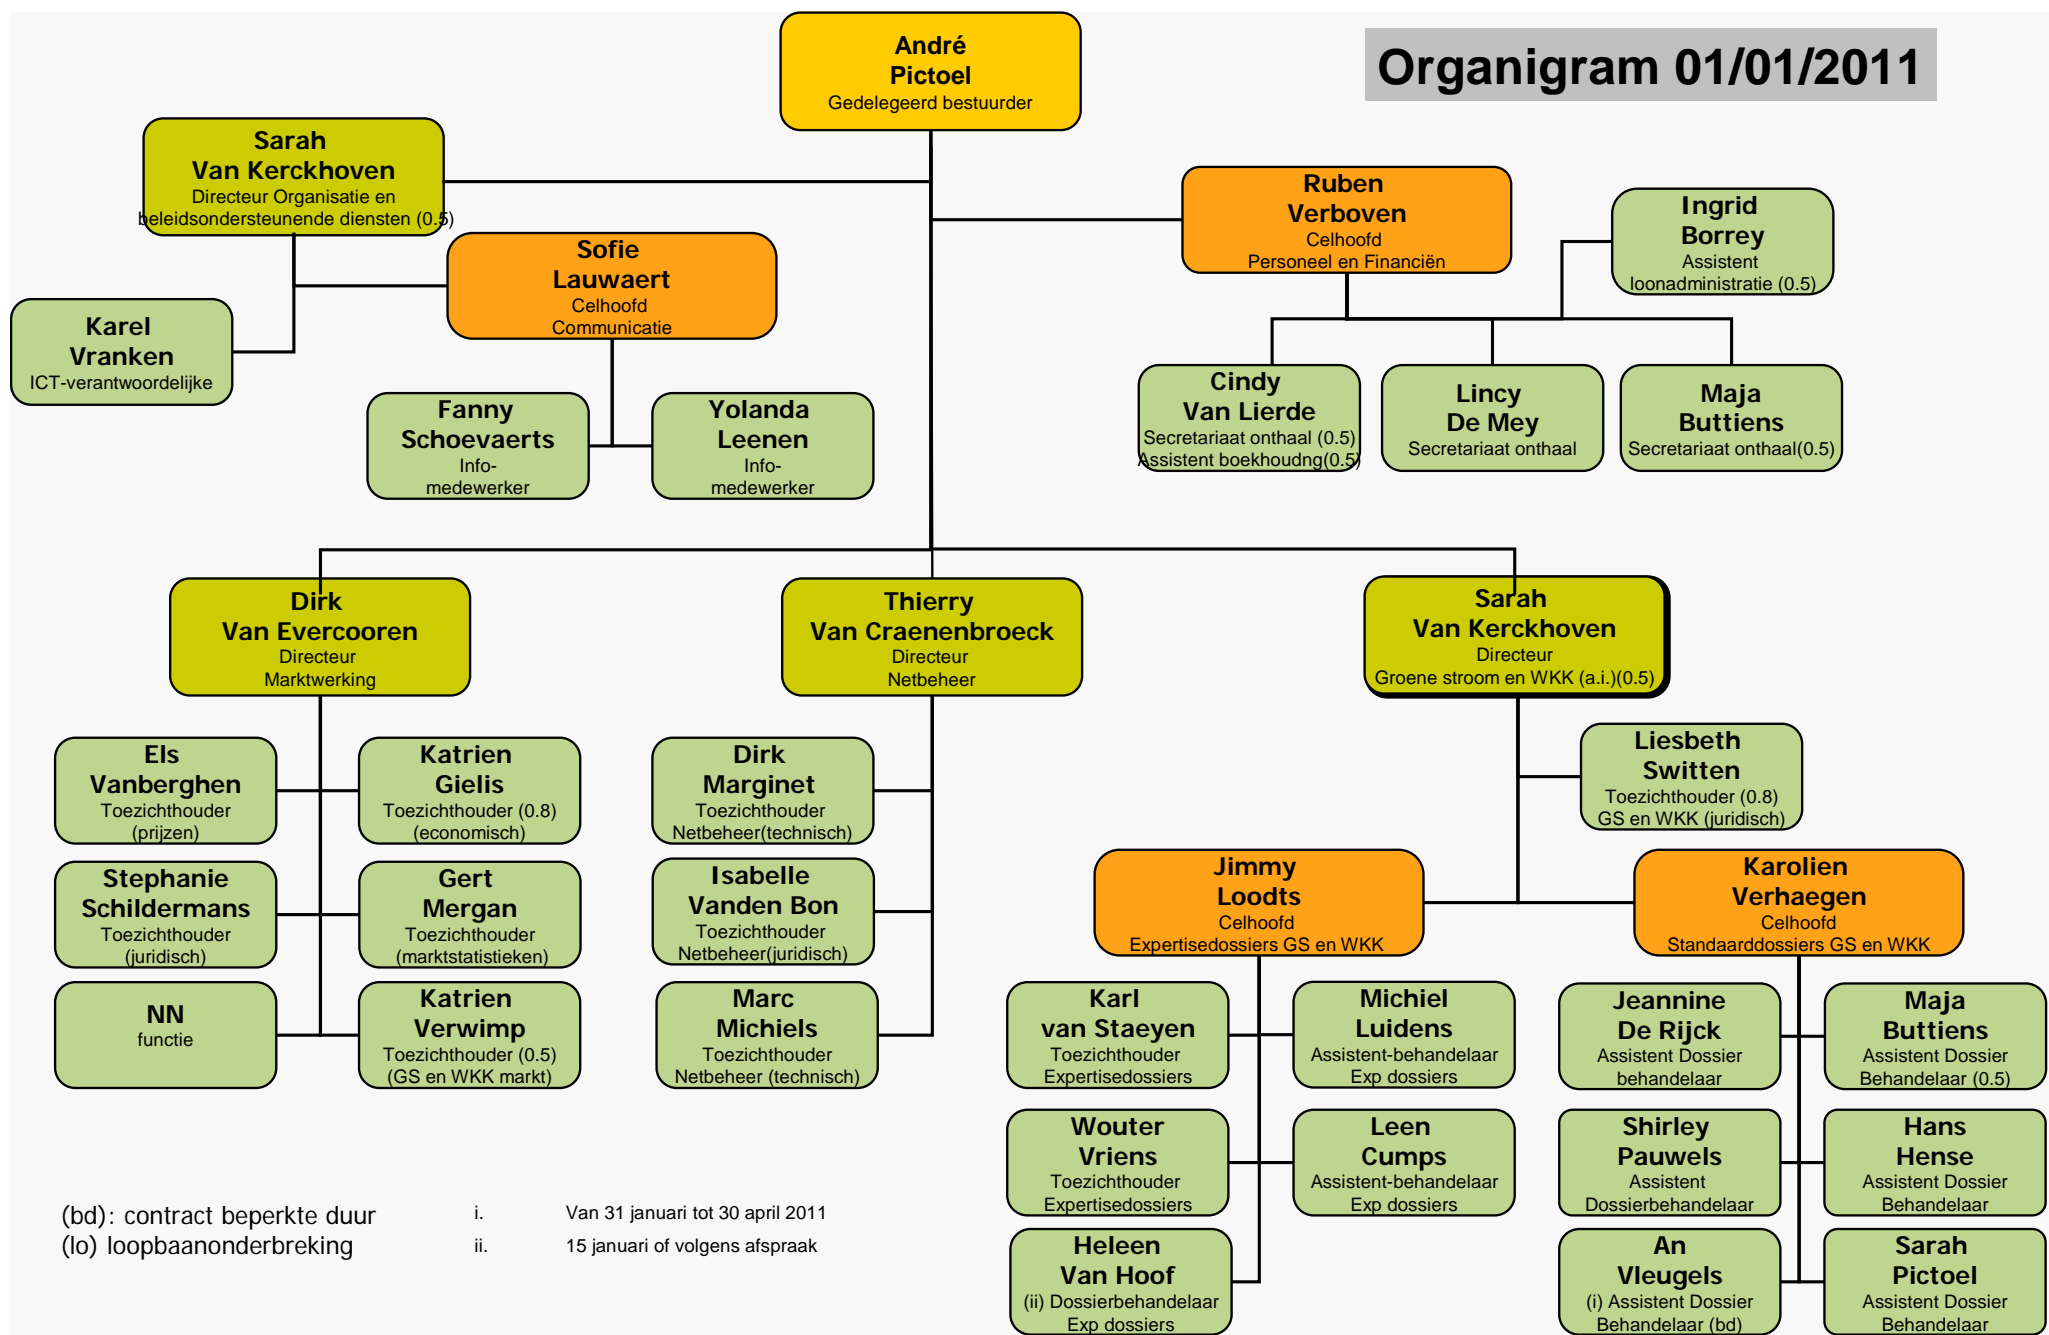 André
Pictoel
Gedelegeerd bestuurder
Organigram 01/01/2011
Sarah
Van Kerckhoven
Directeur Organisatie en
beleidsondersteunende diensten (0.5)
Ruben
Verboven
Celhoofd
Personeel en Financiën
Ingrid
Borrey
Assistent
loonadministratie (0.5)
Sofie
Lauwaert
Celhoofd
Communicatie
Karel
Vranken
ICT-verantwoordelijke
Fanny
Schoevaerts
Info-
medewerker
Yolanda
Leenen
Info-
medewerker
Cindy
Van Lierde
Secretariaat onthaal (0.5)
Assistent boekhoudng(0.5)
Lincy
De Mey
Secretariaat onthaal
Maja
Buttiens
Secretariaat onthaal(0.5)
Dirk
Van Evercooren
Directeur
Marktwerking
Thierry
Van Craenenbroeck
Directeur
Netbeheer
Sarah
Van Kerckhoven
Directeur
Groene stroom en WKK (a.i.)(0.5)
Els
Vanberghen
Toezichthouder
(prijzen)
Katrien
Gielis
Toezichthouder (0.8)
(economisch)
Stephanie
Schildermans
Toezichthouder
(juridisch)
Gert
Mergan
Toezichthouder
(marktstatistieken)
NN
functie
Katrien
Verwimp
Toezichthouder (0.5)
(GS en WKK markt)
Dirk
Marginet
Toezichthouder
Netbeheer(technisch)
Isabelle
Vanden Bon
Toezichthouder
Netbeheer(juridisch)
Marc
Michiels
Toezichthouder
Netbeheer (technisch)
Liesbeth
Switten
Toezichthouder (0.8)
GS en WKK (juridisch)
Jimmy
Loodts
Celhoofd
Expertisedossiers GS en WKK
Karolien
Verhaegen
Celhoofd
Standaarddossiers GS en WKK
Karl
van Staeyen
Toezichthouder
Expertisedossiers
Michiel
Luidens
Assistent-behandelaar
Exp dossiers
Wouter
Vriens
Toezichthouder
Expertisedossiers
Leen
Cumps
Assistent-behandelaar
Exp dossiers
Heleen
Van Hoof
(ii) Dossierbehandelaar
Exp dossiers
Jeannine
De Rijck
Assistent Dossier
behandelaar
Maja
Buttiens
Assistent Dossier
Behandelaar (0.5)
Shirley
Pauwels
Assistent
Dossierbehandelaar
Hans
Hense
Assistent Dossier
Behandelaar
An
Vleugels
(i) Assistent Dossier
Behandelaar (bd)
Sarah
Pictoel
Assistent Dossier
Behandelaar
(bd): contract beperkte duur
(lo) loopbaanonderbreking
i. Van 31 januari tot 30 april 2011
ii. 15 januari of volgens afspraak